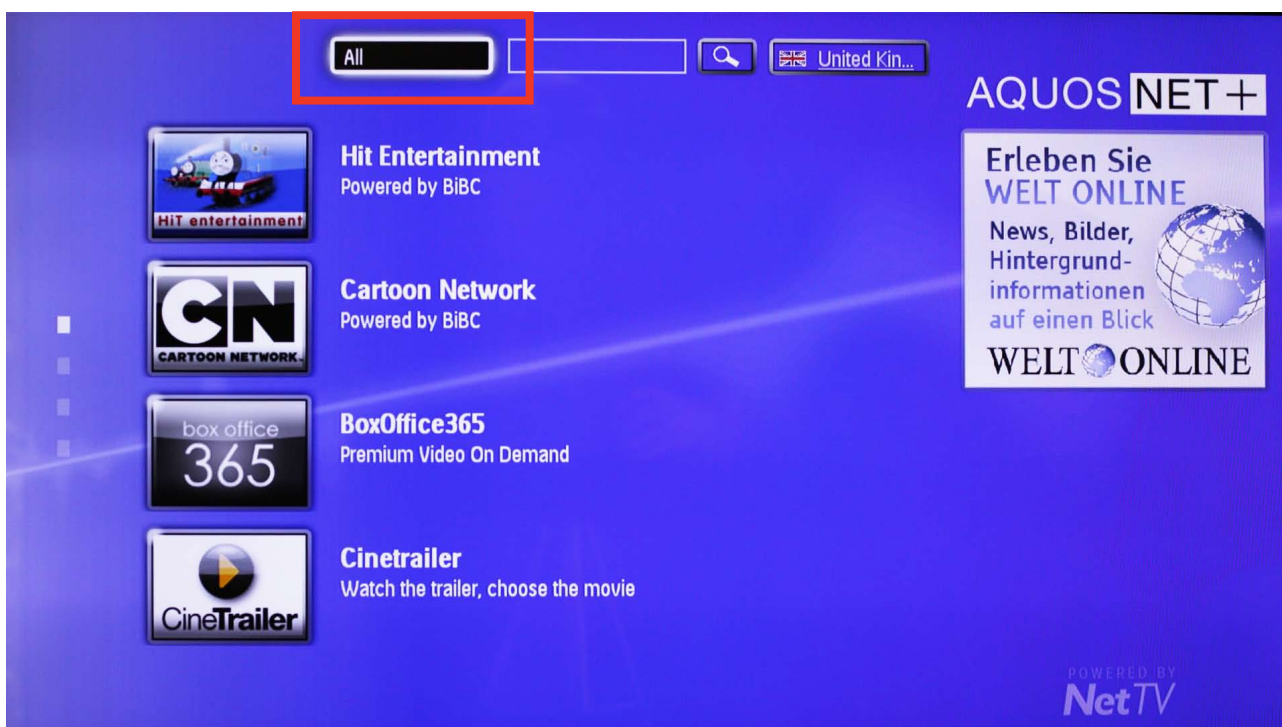 All
United Kin...
AQUOS NET+
HiT entertainment
Hit Entertainment
Powered by BiBC
CN
CARTOON NETWORK
Cartoon Network
Powered by BiBC
box office
365
BoxOffice365
Premium Video On Demand
CineTrailer
Cinetrailer
Watch the trailer, choose the movie
Erleben Sie
WELT ONLINE
News, Bilder,
Hintergrund-
informationen
auf einen Blick
WELT ONLINE
POWERED BY
NetTV